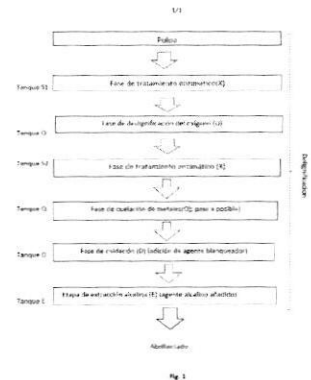 1/1
Pulpa
Tanque S1
Fase de tratamiento enzimático(X)
Tanque O
Fase de deslignificación del oxígeno (O)
Tanque S2
Fase de tratamiento enzimático (X)
Tanque Q
Fase de quelación de metales(Q); paso a posible)
Tanque D
Fase de oxidación (D) (adición de agente blanqueador)
Tanque E
Etapa de extracción alcalina (E) (agente alcalino añadidos)
Deslignificación
Fig 1